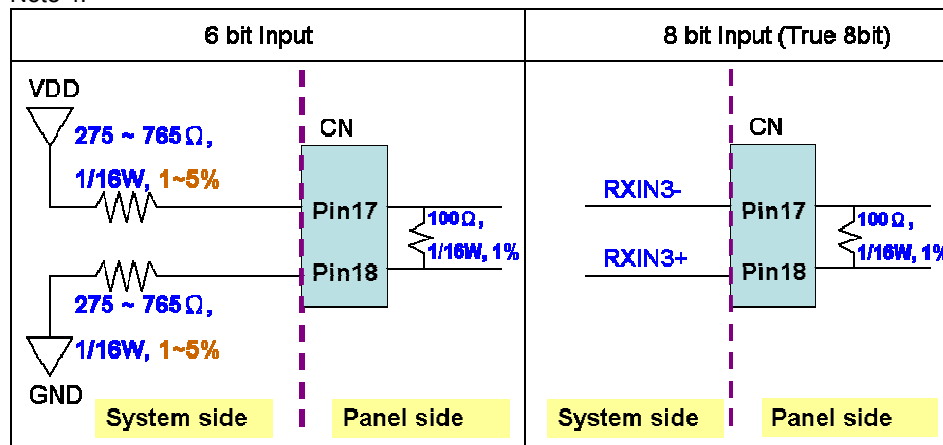 6 bit Input
8 bit Input (True 8bit)
VDD
275 ~ 765Ω,
1/16W, 1~5%
CN
Pin17
Pin18
100Ω,
1/16W, 1%
275 ~ 765Ω,
1/16W, 1~5%
GND
System side
Panel side
CN
RXIN3-
RXIN3+
Pin17
Pin18
100Ω,
1/16W, 1%
System side
Panel side